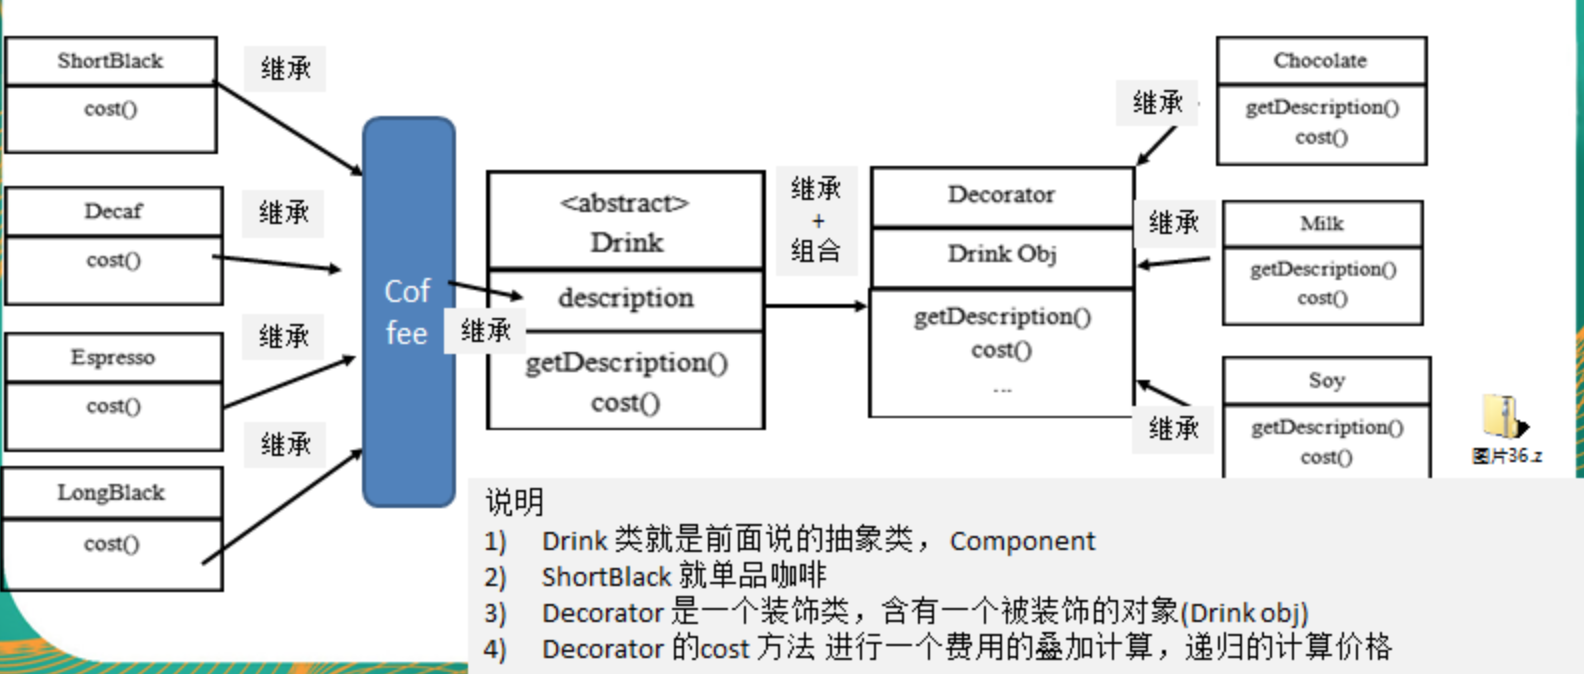 ShortBlack
cost()
继承
Decaf
cost()
继承
Espresso
cost()
继承
LongBlack
cost()
继承
Cof
fee
继承
<abstract>
Drink
description
getDescription()
cost()
继承
+
组合
Decorator
Drink Obj
getDescription()
cost()
...
继承
Chocolate
getDescription()
cost()
继承
Milk
getDescription()
cost()
继承
Soy
getDescription()
cost()
图片36.z
说明
1) Drink 类就是前面说的抽象类， Component
2) ShortBlack 就单品咖啡
3) Decorator 是一个装饰类，含有一个被装饰的对象(Drink obj)
4) Decorator 的cost 方法 进行一个费用的叠加计算，递归的计算价格